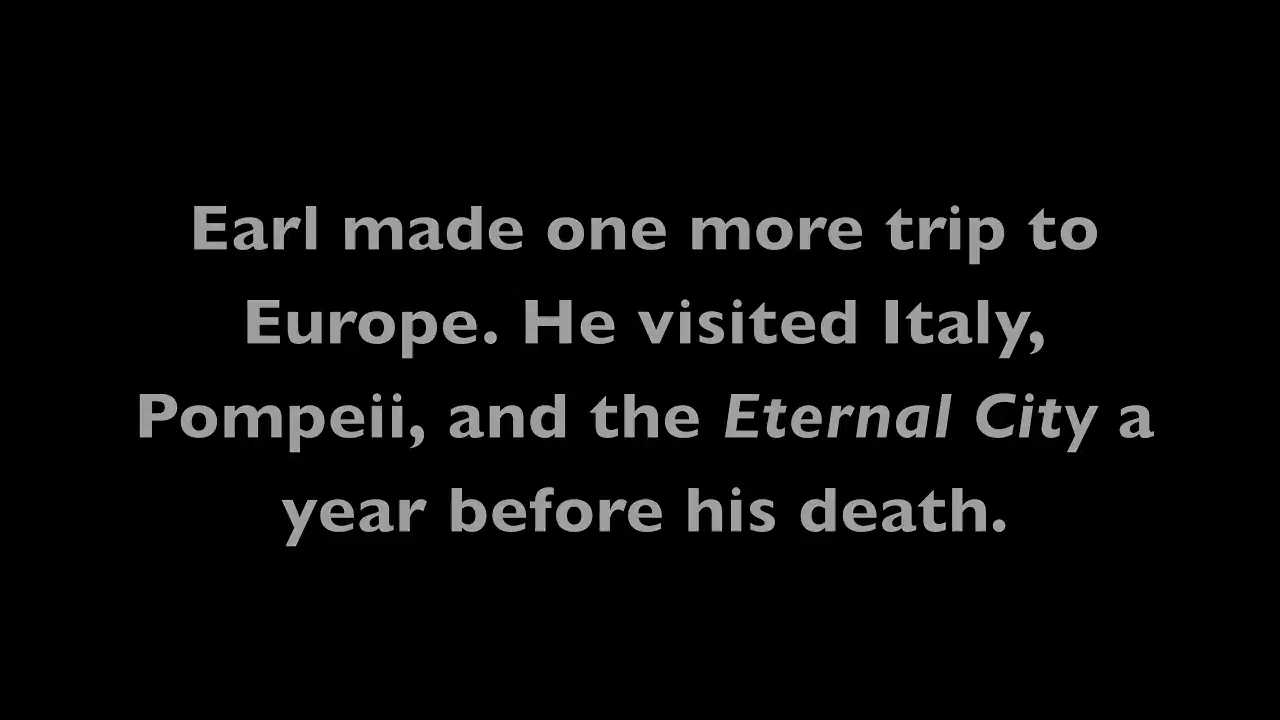 Earl made one more trip to
Europe. He visited Italy,
Pompeii, and the Eternal City a
year before his death.